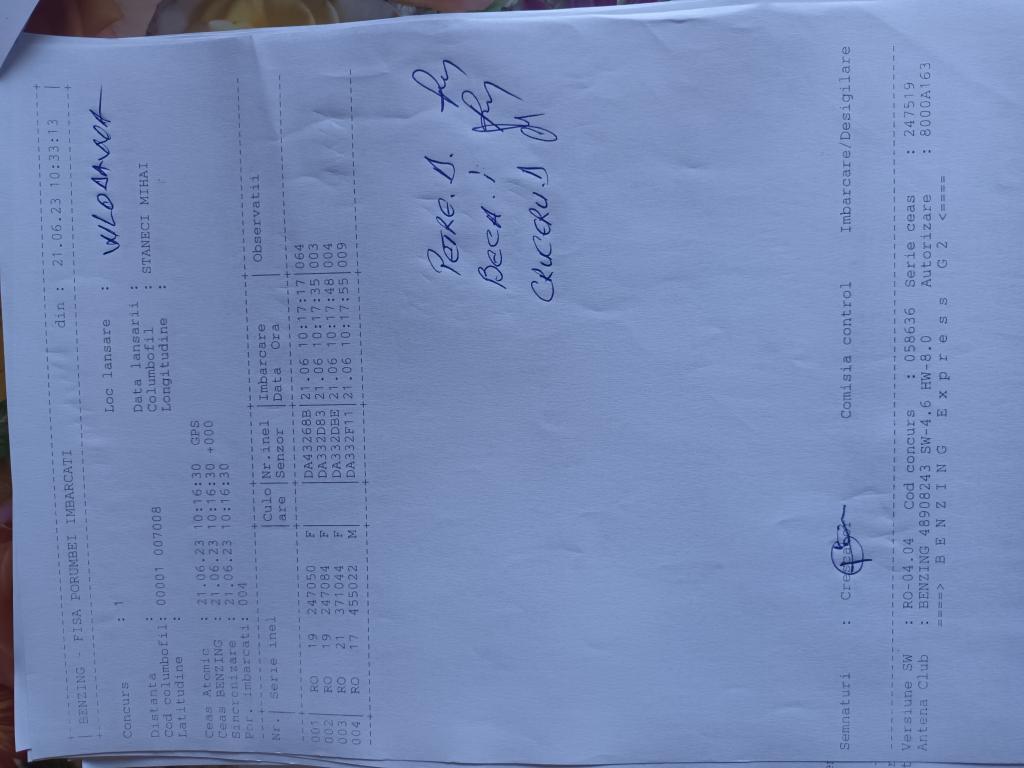 BENZING - FISA PORUMBEI IMBARCATI din : 21.06.23 10:33:13
Concurs : 1 Loc lansare : WLODAWA
Distanta : Data lansarii :
Cod columbofil: 00001 007008 Columbofil : STANECI MIHAI
Latitudine : Longitudine :
Ceas Atomic : 21.06.23 10:16:30 GPS
Ceas BENZING : 21.06.23 10:16:30 +000
Sincronizare : 21.06.23 10:16:30
Por. imbarcati: 004
Nr.| Serie inel |Culo|Nr.inel |Imbarcare | Observatii
|are |Senzor |Data Ora |
001| RO 19 247050 F| |DA43268B|21.06 10:17:17|064
002| RO 19 247084 F| |DA332D83|21.06 10:17:35|003
003| RO 21 371044 F| |DA332DBE|21.06 10:17:48|004
004| RO 17 455022 M| |DA332F11|21.06 10:17:55|009
PETRE. D.
BECCA. i
CRUCERU. D
Semnaturi : Crescator Comisia control Imbarcare/Desigilare
Versiune SW : RO-04.04 Cod concurs : 058636 Serie ceas : 247519
Antena Club : BENZING 48908243 SW-4.6 HW-8.0 Autorizare : 8000A163
====> B E N Z I N G E x p r e s s G 2 <====